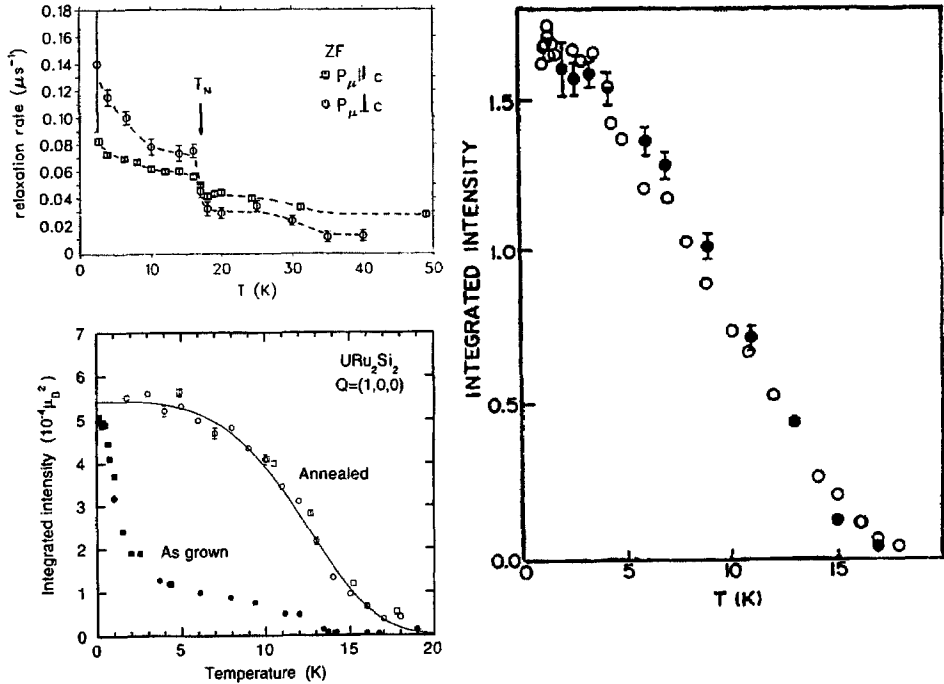 0.18
0.16
0.14
0.12
0.10
0.08
0.06
0.04
0.02
0
relaxation rate (μs⁻¹)
ZF
P_μ ∥ c
P_μ ⊥ c
T_N
0 10 20 30 40 50
T (K)
7
6
5
4
3
2
1
0
Integrated intensity (10⁻⁴μ_B²)
URu₂Si₂
Q=(1,0,0)
Annealed
As grown
0 5 10 15 20
Temperature (K)
1.5
1.0
0.5
0.0
INTEGRATED INTENSITY
0 5 10 15
T (K)